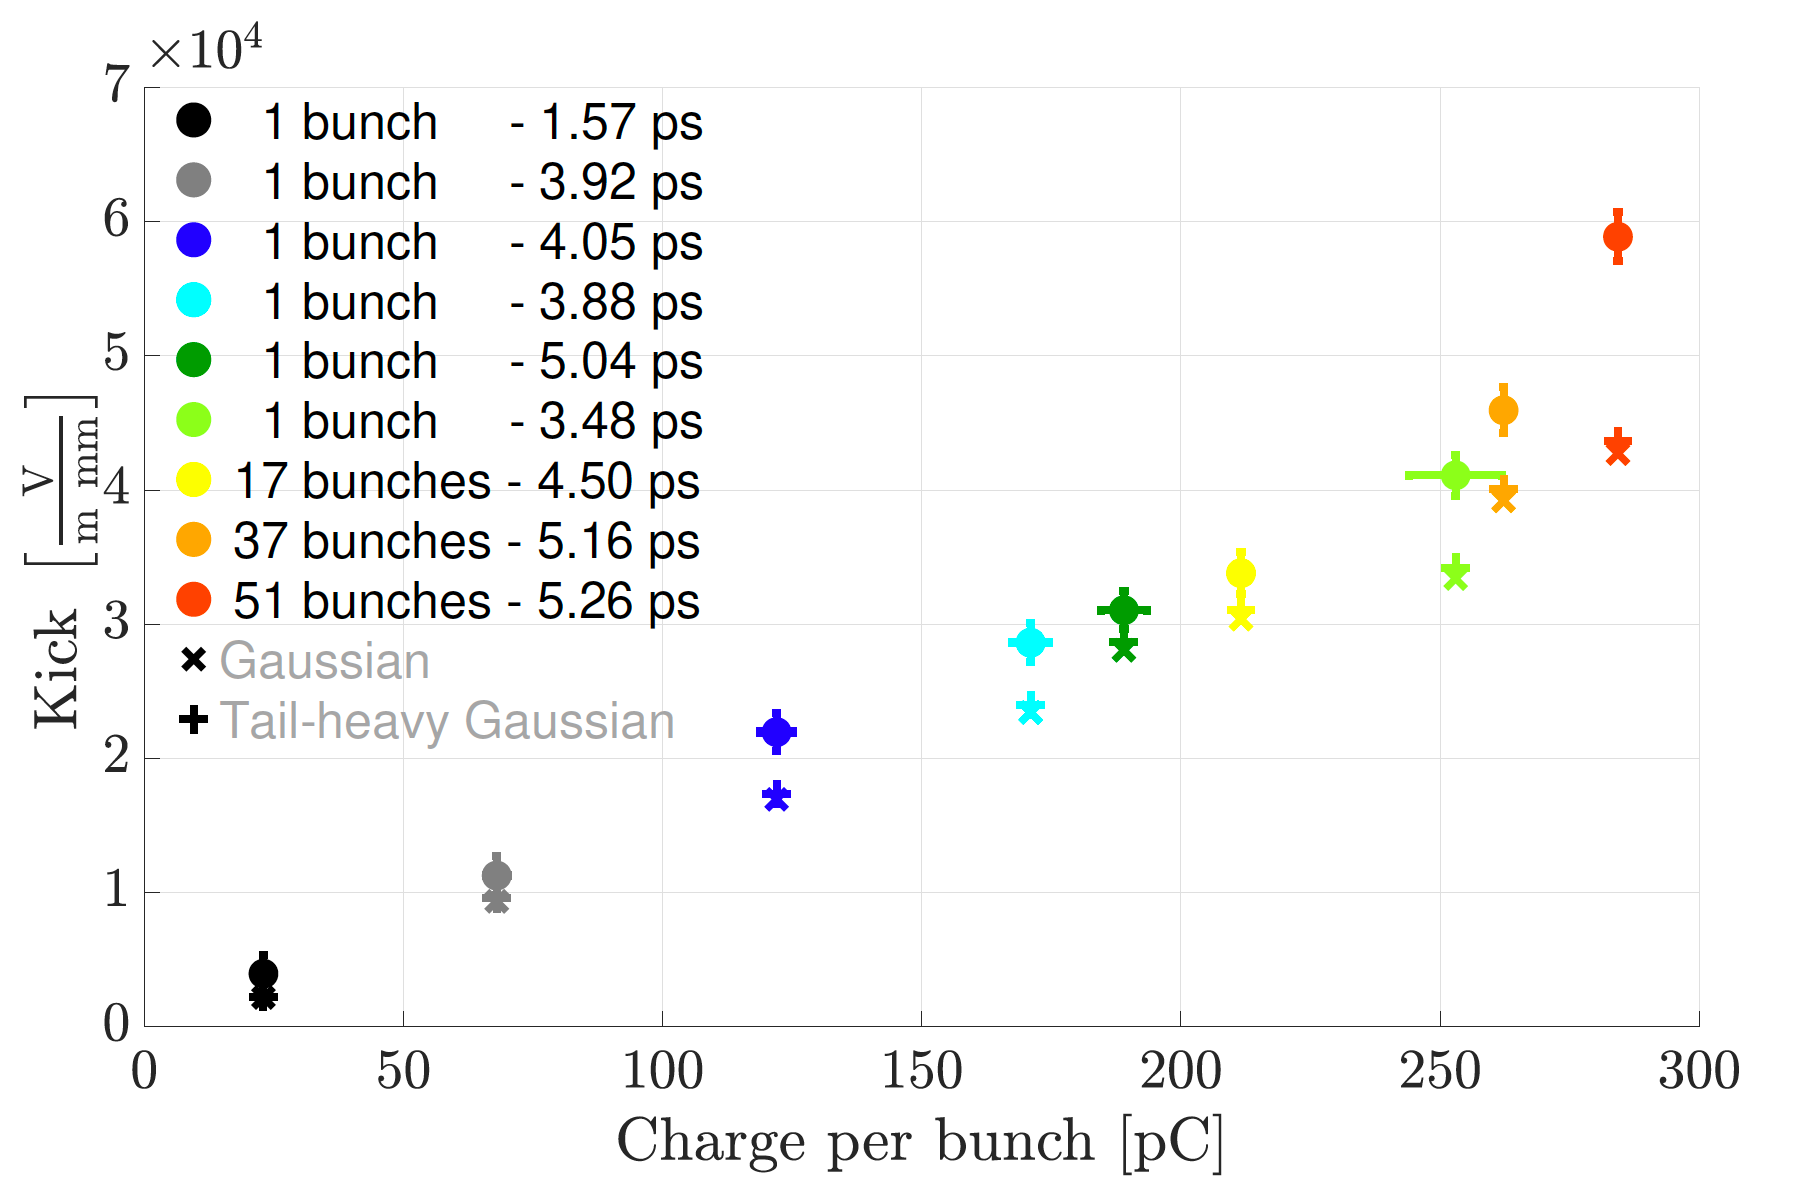 ×10⁴
7
6
5
4
3
2
1
0
Kick [V / m mm]
1 bunch - 1.57 ps
1 bunch - 3.92 ps
1 bunch - 4.05 ps
1 bunch - 3.88 ps
1 bunch - 5.04 ps
1 bunch - 3.48 ps
17 bunches - 4.50 ps
37 bunches - 5.16 ps
51 bunches - 5.26 ps
Gaussian
Tail-heavy Gaussian
0 50 100 150 200 250 300
Charge per bunch [pC]